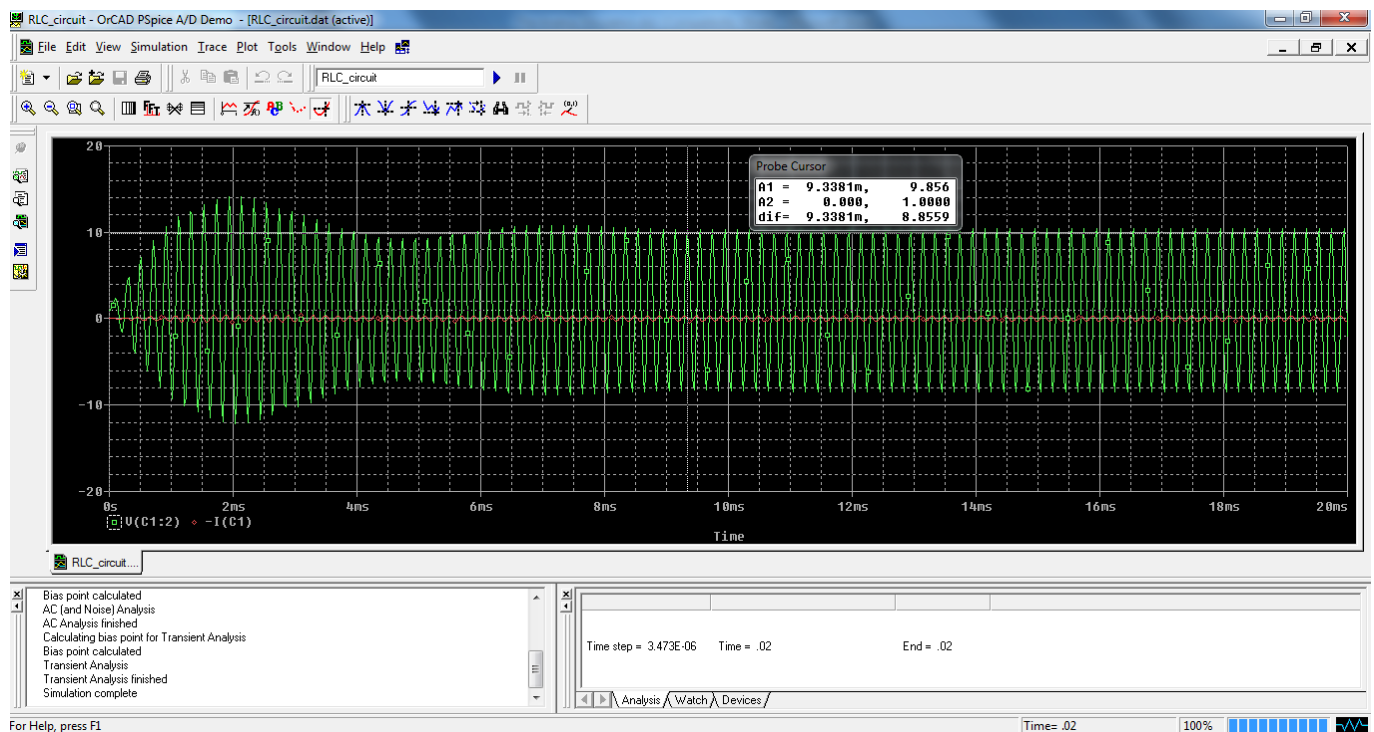 RLC_circuit - OrCAD PSpice A/D Demo - [RLC_circuit.dat (active)]
File Edit View Simulation Trace Plot Tools Window Help
RLC_circuit
FFT
Probe Cursor
A1 = 9.3381m, 9.856
A2 = 0.000, 1.0000
dif= 9.3381m, 8.8559
20
10
0
-10
-20
0s 2ms 4ms 6ms 8ms 10ms 12ms 14ms 16ms 18ms 20ms
V(C1:2) -I(C1)
Time
RLC_circuit....
Bias point calculated
AC (and Noise) Analysis
AC Analysis finished
Calculating bias point for Transient Analysis
Bias point calculated
Transient Analysis
Transient Analysis finished
Simulation complete
Time step = 3.473E-06 Time = .02 End = .02
Analysis Watch Devices
For Help, press F1 Time= .02 100%